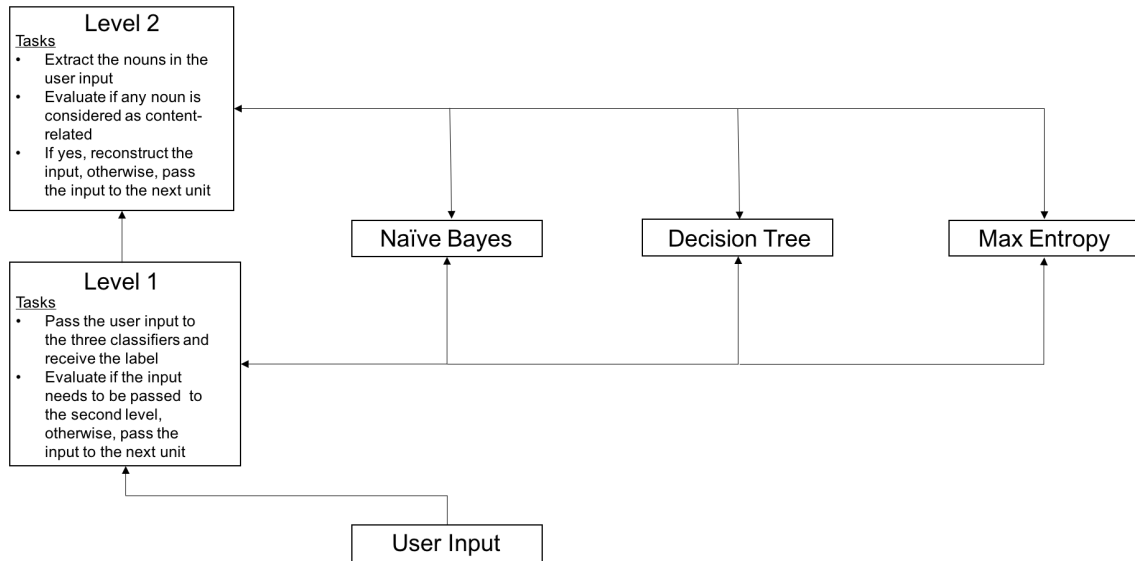 Level 2
Tasks
• Extract the nouns in the
user input
• Evaluate if any noun is
considered as content-
related
• If yes, reconstruct the
input, otherwise, pass
the input to the next unit
Naïve Bayes
Decision Tree
Max Entropy
Level 1
Tasks
• Pass the user input to
the three classifiers and
receive the label
• Evaluate if the input
needs to be passed to
the second level,
otherwise, pass the
input to the next unit
User Input